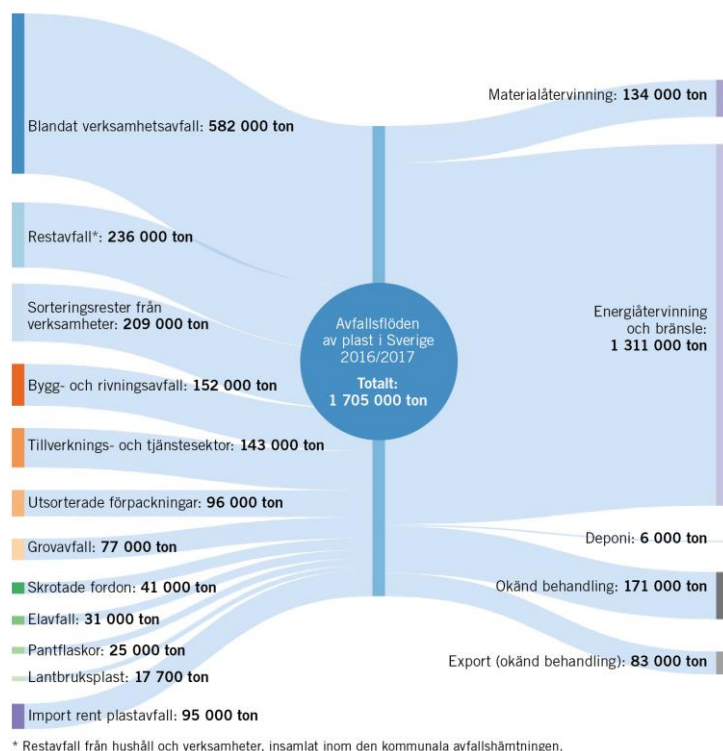 Blandat verksamhetsavfall: 582 000 ton
Restavfall*: 236 000 ton
Sorteringsrester från
verksamheter: 209 000 ton
Bygg- och rivningsavfall: 152 000 ton
Tillverknings- och tjänstesektor: 143 000 ton
Utsorterade förpackningar: 96 000 ton
Grovavfall: 77 000 ton
Skrotade fordon: 41 000 ton
Elavfall: 31 000 ton
Pantflaskor: 25 000 ton
Lantbruksplast: 17 700 ton
Import rent plastavfall: 95 000 ton
Avfallsflöden
av plast i Sverige
2016/2017
Totalt:
1 705 000 ton
Materialåtervinning: 134 000 ton
Energiåtervinning
och bränsle:
1 311 000 ton
Deponi: 6 000 ton
Okänd behandling: 171 000 ton
Export (okänd behandling): 83 000 ton
* Restavfall från hushåll och verksamheter, insamlat inom den kommunala avfallshämtningen.